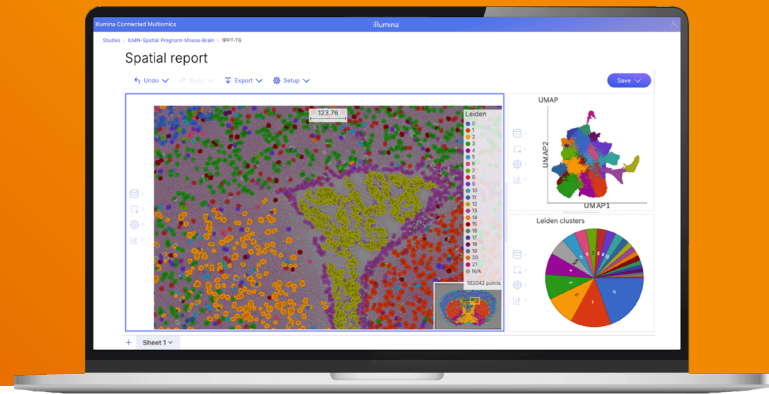 Illumina Connected Multiomics
illumina
Studies > ILMN-Spatial Pregnant-Mouse-Brain > 1PPT-T6
Spatial report
Undo
Export
Setup
Save
123.76
Leiden
0
1
2
3
4
5
6
7
8
9
10
11
12
13
14
15
16
17
18
19
20
21
N/A
102042 points
UMAP
UMAP2
UMAP1
Leiden clusters
+ Sheet 1